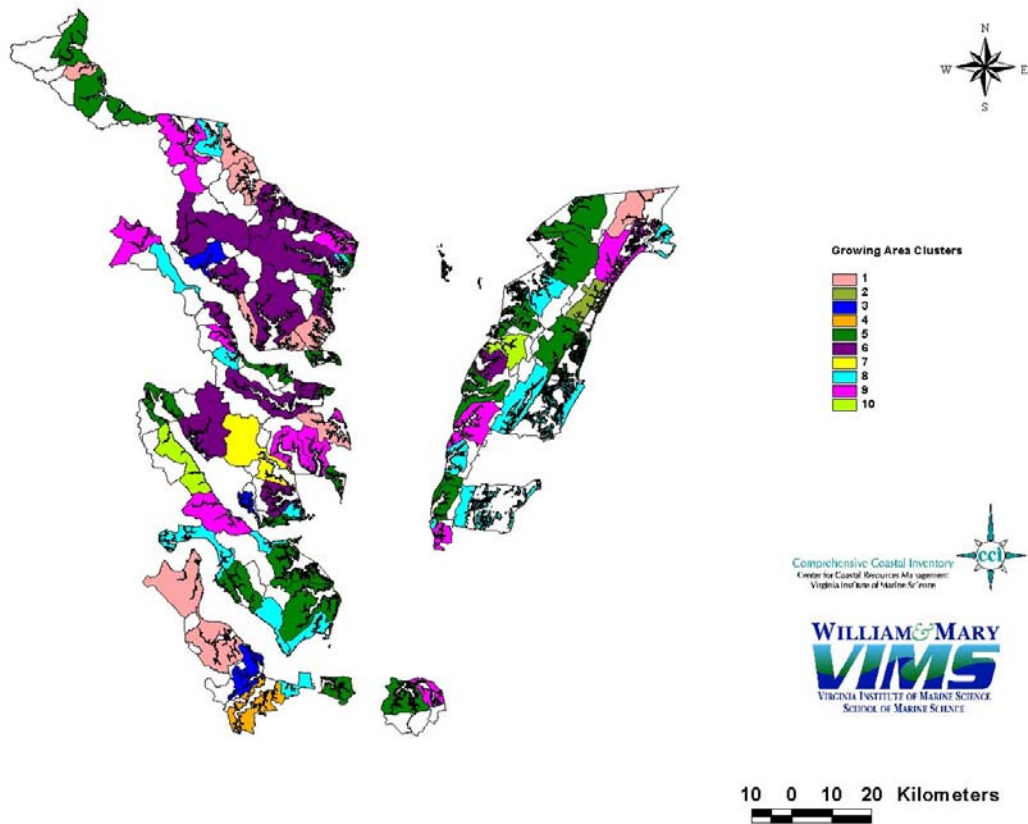 N
W E
S
Growing Area Clusters
1
2
3
4
5
6
7
8
9
10
cci
Comprehensive Coastal Inventory
Center for Coastal Resources Management
Virginia Institute of Marine Science
WILLIAM & MARY
VIMS
VIRGINIA INSTITUTE OF MARINE SCIENCE
SCHOOL OF MARINE SCIENCE
10 0 10 20 Kilometers